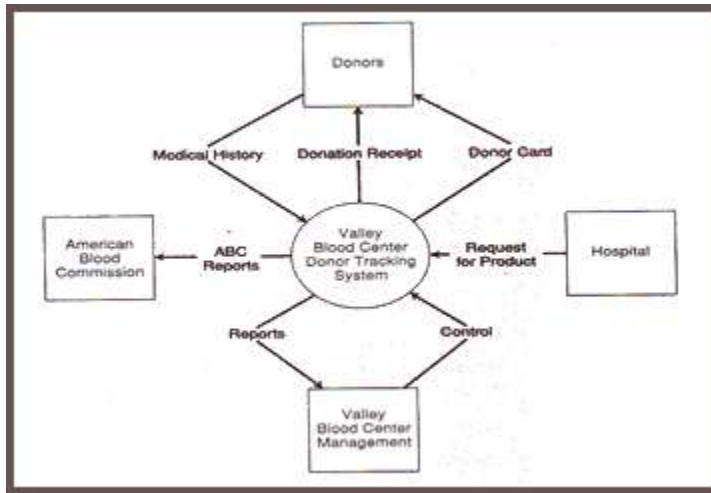 Donors
Medical History
Donation Receipt
Donor Card
American
Blood
Commission
ABC
Reports
Valley
Blood Center
Donor Tracking
System
Request
for Product
Hospital
Reports
Control
Valley
Blood Center
Management